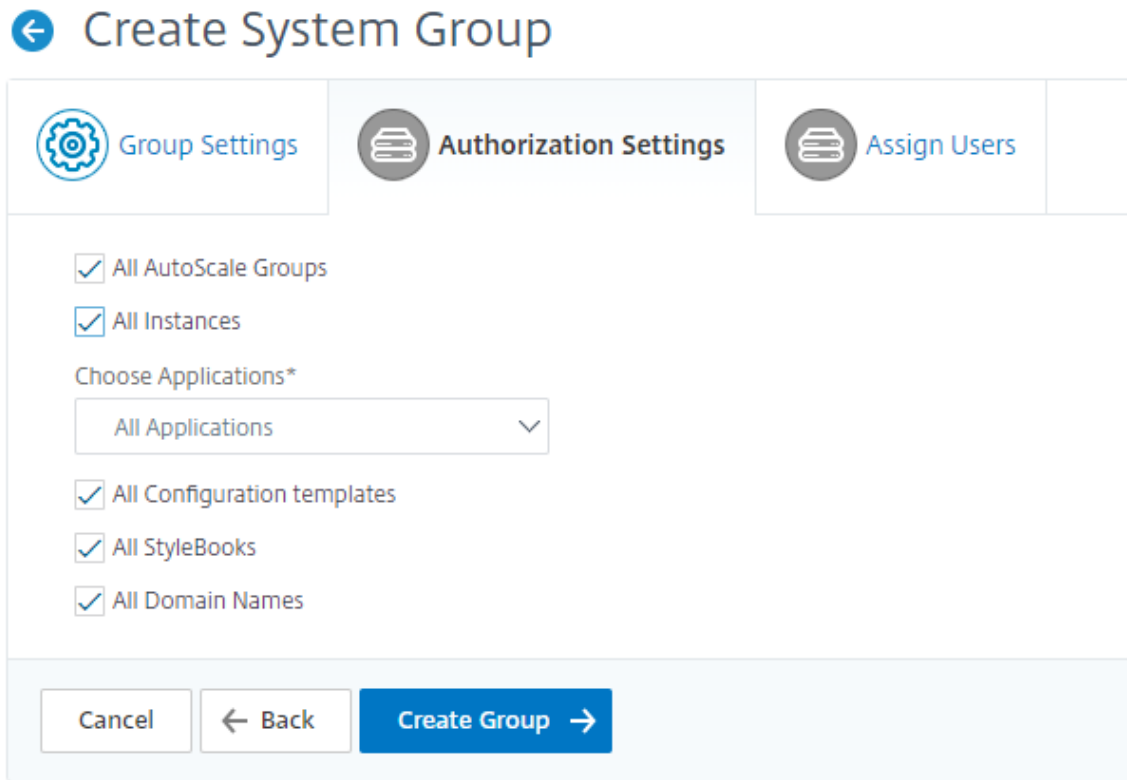 Create System Group
Group Settings
Authorization Settings
Assign Users
All AutoScale Groups
All Instances
Choose Applications*
All Applications
All Configuration templates
All StyleBooks
All Domain Names
Cancel
Back
Create Group